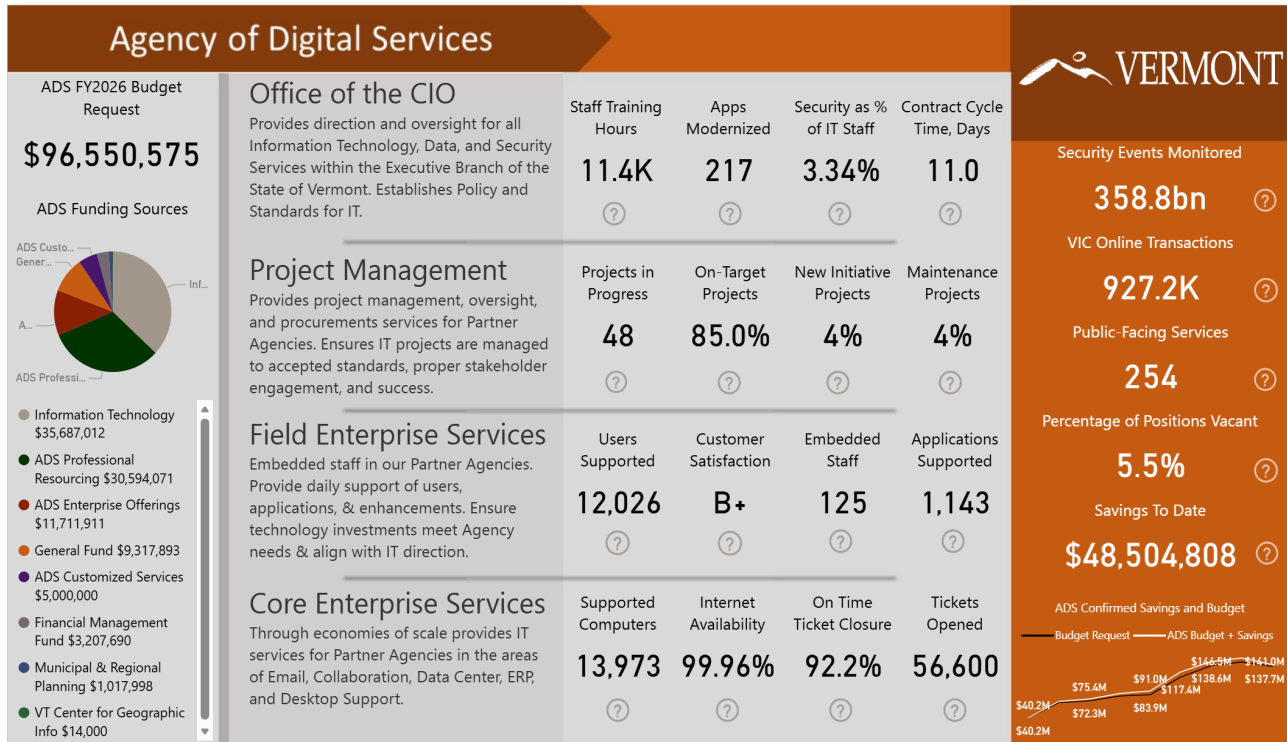 Agency of Digital Services
VERMONT
ADS FY2026 Budget
Request
$96,550,575
ADS Funding Sources
ADS Custo...
Gener...
Inf...
A...
ADS Professi...
Information Technology
$35,687,012
ADS Professional
Resourcing $30,594,071
ADS Enterprise Offerings
$11,711,911
General Fund $9,317,893
ADS Customized Services
$5,000,000
Financial Management
Fund $3,207,690
Municipal & Regional
Planning $1,017,998
VT Center for Geographic
Info $14,000
Office of the CIO
Provides direction and oversight for all
Information Technology, Data, and Security
Services within the Executive Branch of the
State of Vermont. Establishes Policy and
Standards for IT.
Staff Training
Hours
11.4K
?
Apps
Modernized
217
?
Security as %
of IT Staff
3.34%
?
Contract Cycle
Time, Days
11.0
?
Project Management
Provides project management, oversight,
and procurements services for Partner
Agencies. Ensures IT projects are managed
to accepted standards, proper stakeholder
engagement, and success.
Projects in
Progress
48
?
On-Target
Projects
85.0%
?
New Initiative
Projects
4%
?
Maintenance
Projects
4%
?
Field Enterprise Services
Embedded staff in our Partner Agencies.
Provide daily support of users,
applications, & enhancements. Ensure
technology investments meet Agency
needs & align with IT direction.
Users
Supported
12,026
?
Customer
Satisfaction
B+
?
Embedded
Staff
125
?
Applications
Supported
1,143
?
Core Enterprise Services
Through economies of scale provides IT
services for Partner Agencies in the areas
of Email, Collaboration, Data Center, ERP,
and Desktop Support.
Supported
Computers
13,973
?
Internet
Availability
99.96%
?
On Time
Ticket Closure
92.2%
?
Tickets
Opened
56,600
?
Security Events Monitored
358.8bn
?
VIC Online Transactions
927.2K
?
Public-Facing Services
254
?
Percentage of Positions Vacant
5.5%
?
Savings To Date
$48,504,808
?
ADS Confirmed Savings and Budget
Budget Request
ADS Budget + Savings
$40.2M
$40.2M
$75.4M
$72.3M
$91.0M
$83.9M
$117.4M
$146.5M
$138.6M
$141.0M
$137.7M